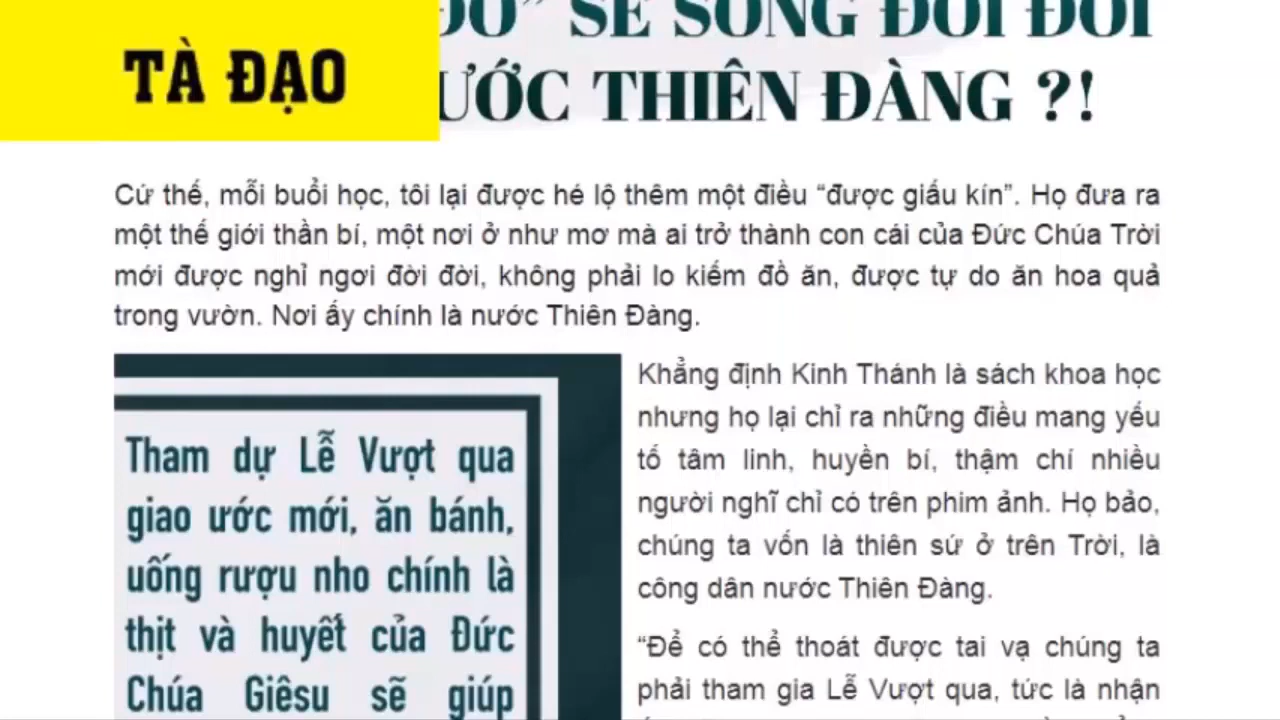 TÀ ĐẠO
SẼ SỐNG ĐỜI ĐỜI
ƯỚC THIÊN ĐÀNG ?!
Cứ thế, mỗi buổi học, tôi lại được hé lộ thêm một điều “được giấu kín”. Họ đưa ra
một thế giới thần bí, một nơi ở như mơ mà ai trở thành con cái của Đức Chúa Trời
mới được nghỉ ngơi đời đời, không phải lo kiếm đồ ăn, được tự do ăn hoa quả
trong vườn. Nơi ấy chính là nước Thiên Đàng.
Tham dự Lễ Vượt qua
giao ước mới, ăn bánh,
uống rượu nho chính là
thịt và huyết của Đức
Chúa Giêsu sẽ giúp
Khẳng định Kinh Thánh là sách khoa học
nhưng họ lại chỉ ra những điều mang yếu
tố tâm linh, huyền bí, thậm chí nhiều
người nghĩ chỉ có trên phim ảnh. Họ bảo,
chúng ta vốn là thiên sứ ở trên Trời, là
công dân nước Thiên Đàng.
“Để có thể thoát được tai vạ chúng ta
phải tham gia Lễ Vượt qua, tức là nhận